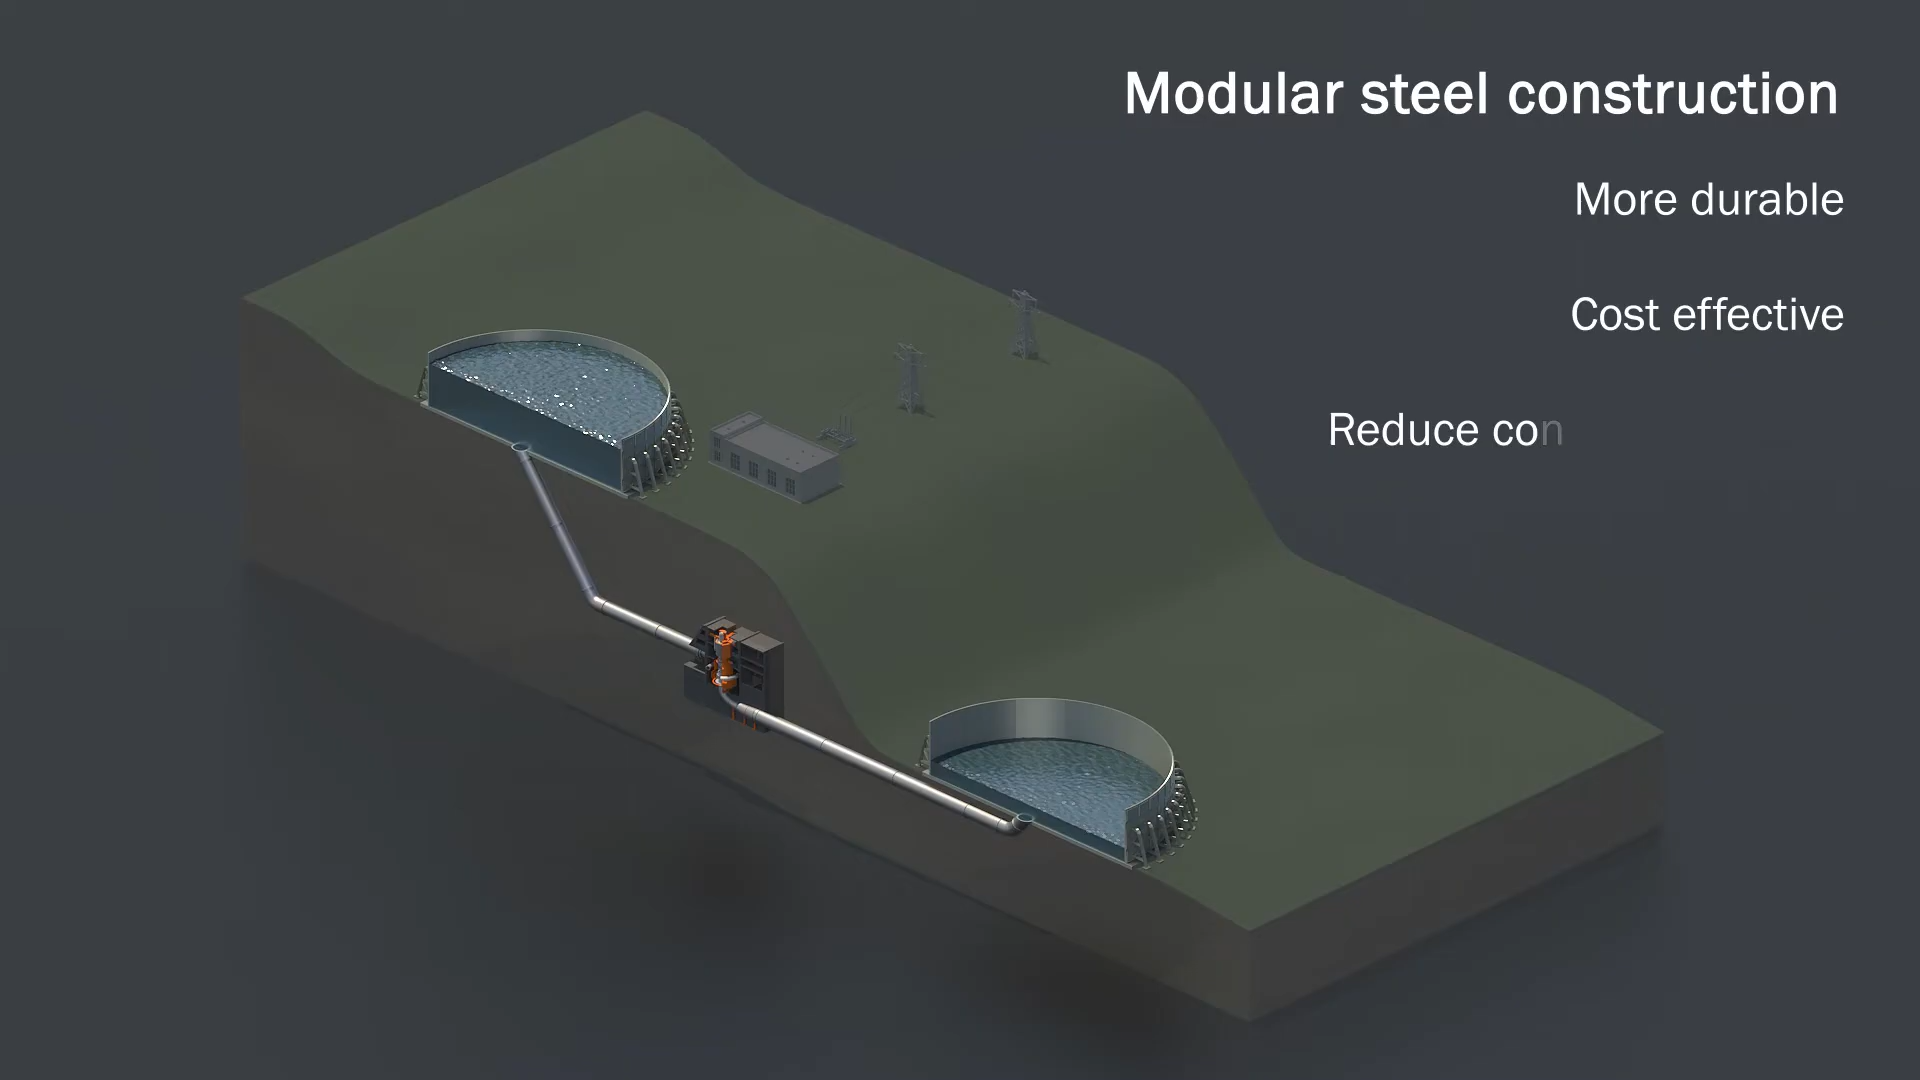 Modular steel construction
More durable
Cost effective
Reduce con